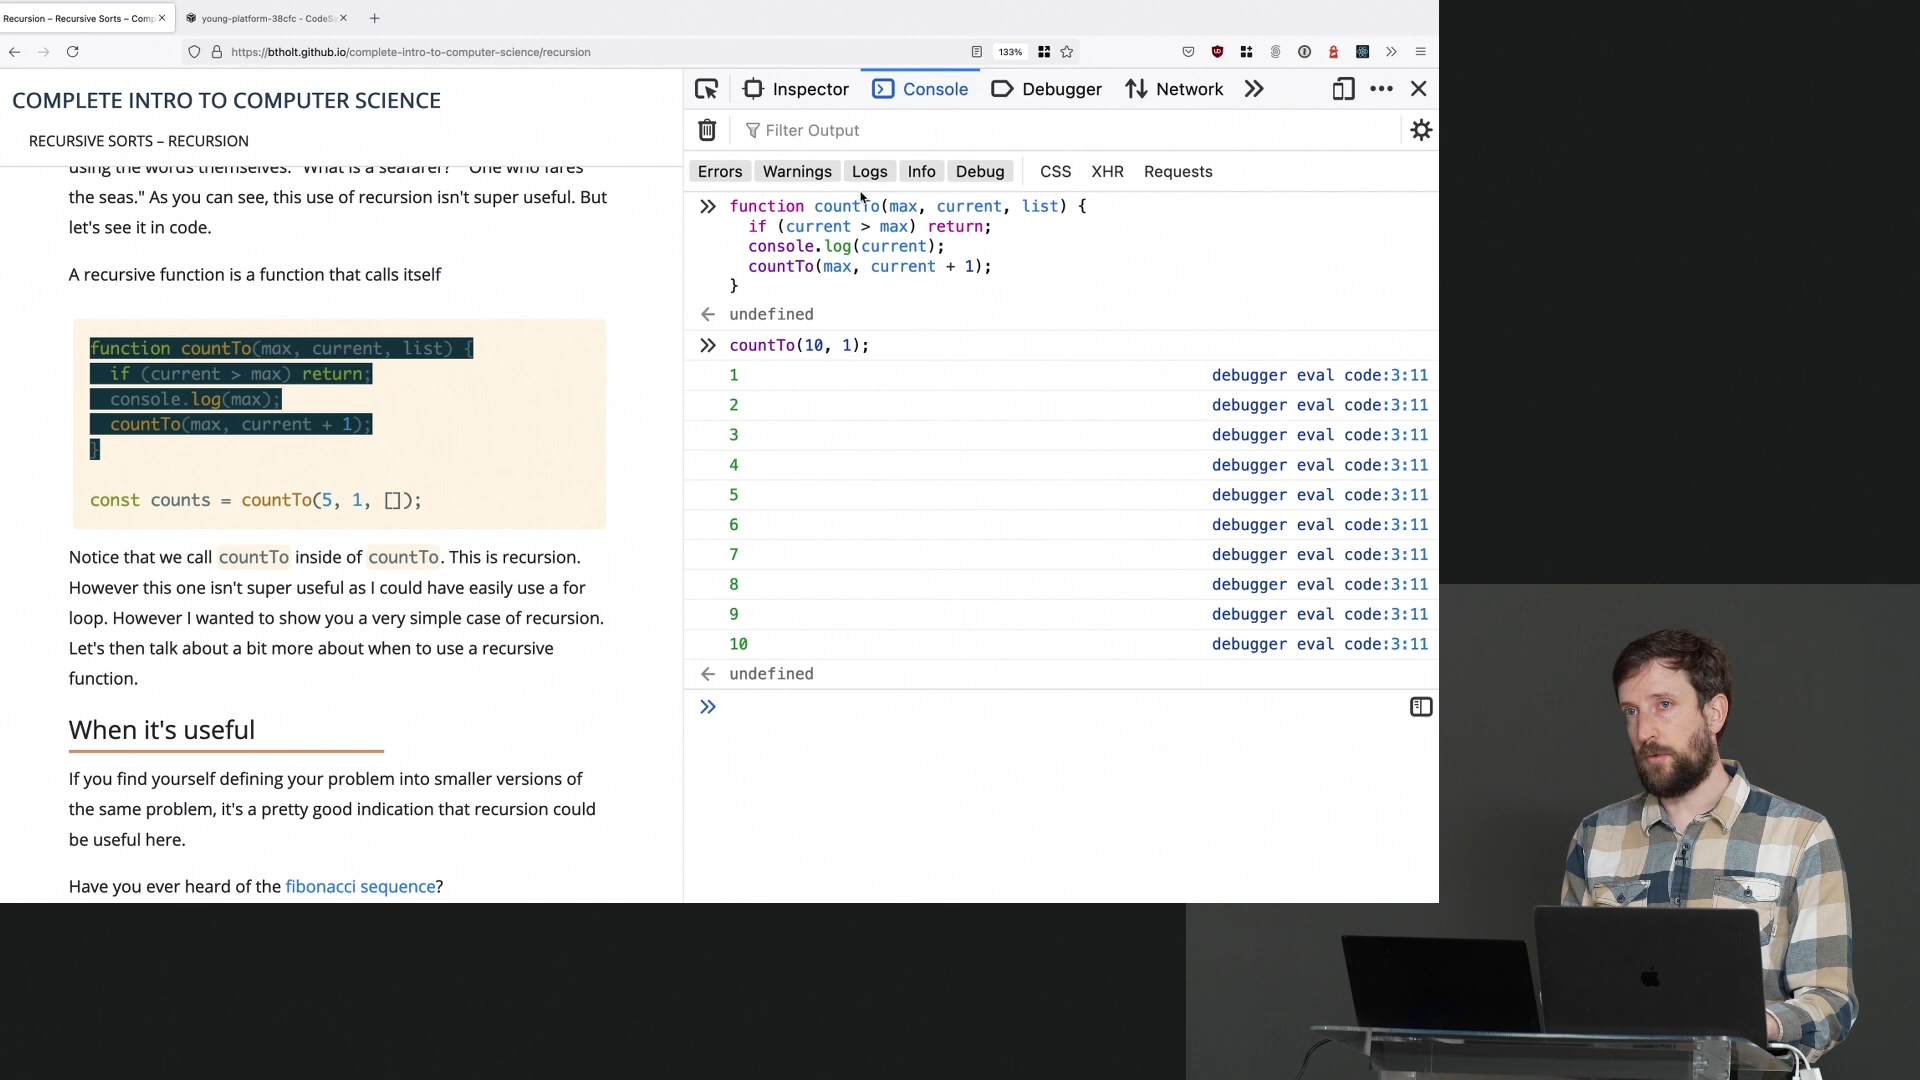 Recursion – Recursive Sorts – Comp
young-platform-38cfc - CodeSa
https://btholt.github.io/complete-intro-to-computer-science/recursion
133%
COMPLETE INTRO TO COMPUTER SCIENCE
RECURSIVE SORTS – RECURSION
using the words themselves. "What is a seafarer?" "One who fares
the seas." As you can see, this use of recursion isn't super useful. But
let's see it in code.
A recursive function is a function that calls itself
function countTo(max, current, list) {
if (current > max) return;
console.log(max);
countTo(max, current + 1);
}
const counts = countTo(5, 1, []);
Notice that we call countTo inside of countTo. This is recursion.
However this one isn't super useful as I could have easily use a for
loop. However I wanted to show you a very simple case of recursion.
Let's then talk about a bit more about when to use a recursive
function.
When it's useful
If you find yourself defining your problem into smaller versions of
the same problem, it's a pretty good indication that recursion could
be useful here.
Have you ever heard of the fibonacci sequence?
Inspector Console Debugger Network
Filter Output
Errors Warnings Logs Info Debug CSS XHR Requests
function countTo(max, current, list) {
if (current > max) return;
console.log(current);
countTo(max, current + 1);
}
undefined
countTo(10, 1);
1 debugger eval code:3:11
2 debugger eval code:3:11
3 debugger eval code:3:11
4 debugger eval code:3:11
5 debugger eval code:3:11
6 debugger eval code:3:11
7 debugger eval code:3:11
8 debugger eval code:3:11
9 debugger eval code:3:11
10 debugger eval code:3:11
undefined